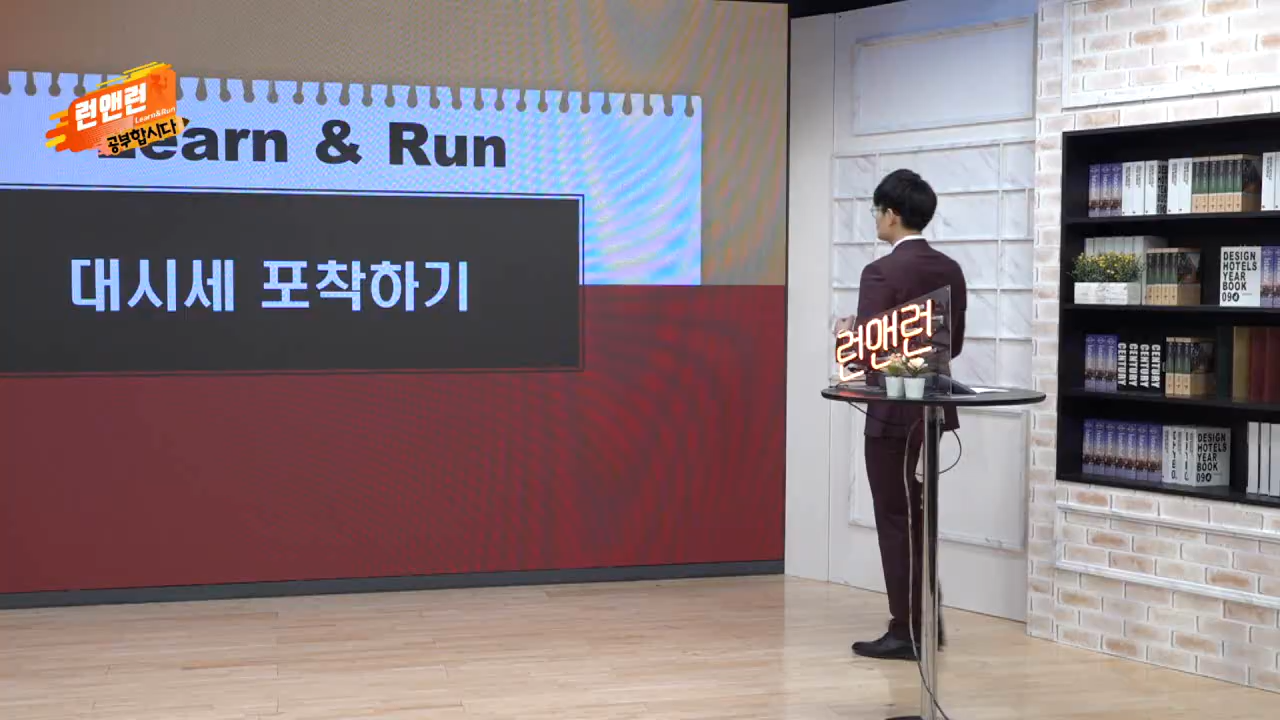 런앤런
Learn&Run
공부합시다
Learn & Run
대시세 포착하기
런앤런
DESIGN
HOTELS
YEAR
BOOK
09
CENTURY
CENTURY
CENTURY
DESIGN
HOTELS
YEAR
BOOK
09